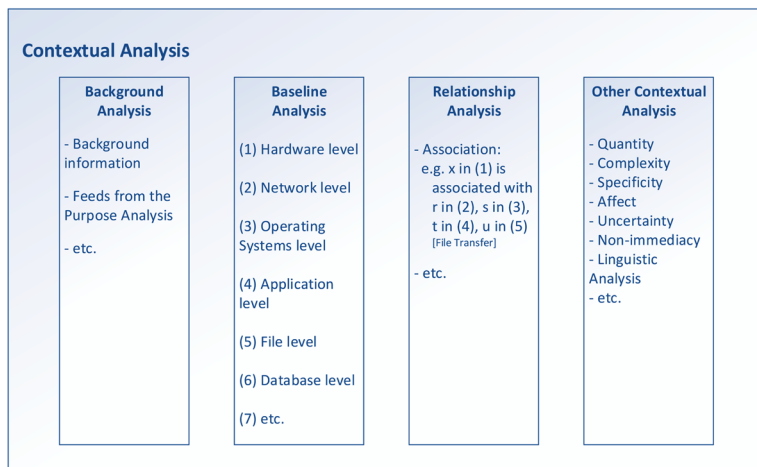 Contextual Analysis
Background
Analysis
- Background
information
- Feeds from the
Purpose Analysis
- etc.
Baseline
Analysis
(1) Hardware level
(2) Network level
(3) Operating
Systems level
(4) Application
level
(5) File level
(6) Database level
(7) etc.
Relationship
Analysis
- Association:
e.g. x in (1) is
associated with
r in (2), s in (3),
t in (4), u in (5)
[File Transfer]
- etc.
Other Contextual
Analysis
- Quantity
- Complexity
- Specificity
- Affect
- Uncertainty
- Non-immediacy
- Linguistic
Analysis
- etc.